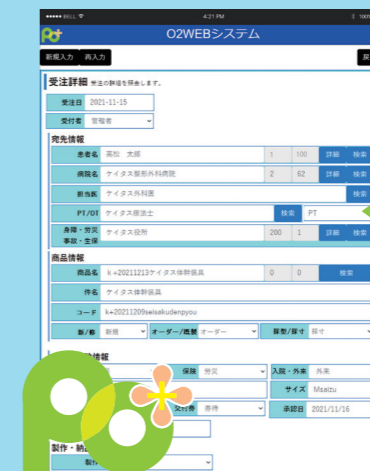 BELL 4:21 PM 100%
O2WEBシステム
新規入力 再入力 戻
受注詳細 受注の詳細を照会します。
受注日 2021-11-15
受付者 管理者
宛先情報
患者名 高松 太郎 1 100 詳細 検索
病院名 ケイタス整形外科病院 2 62 詳細 検索
担当医 ケイタス外科医 検索
PT/OT ケイタス療法士 検索 PT
身障・労災 ケイタス役所 200 1 詳細 検索
事故・生保
商品情報
商品名 k+20211213ケイタス体幹装具 0 0 検索
件名 ケイタス体幹装具
コード k+20211209seisakudenpyou
新/修 新規 オーダー/既製 オーダー 採型/採寸 採寸
情報
保険 労災 入院・外来 外来
サイズ Msaizu
交付券 券待 承認日 2021/11/16
製作・納
製作